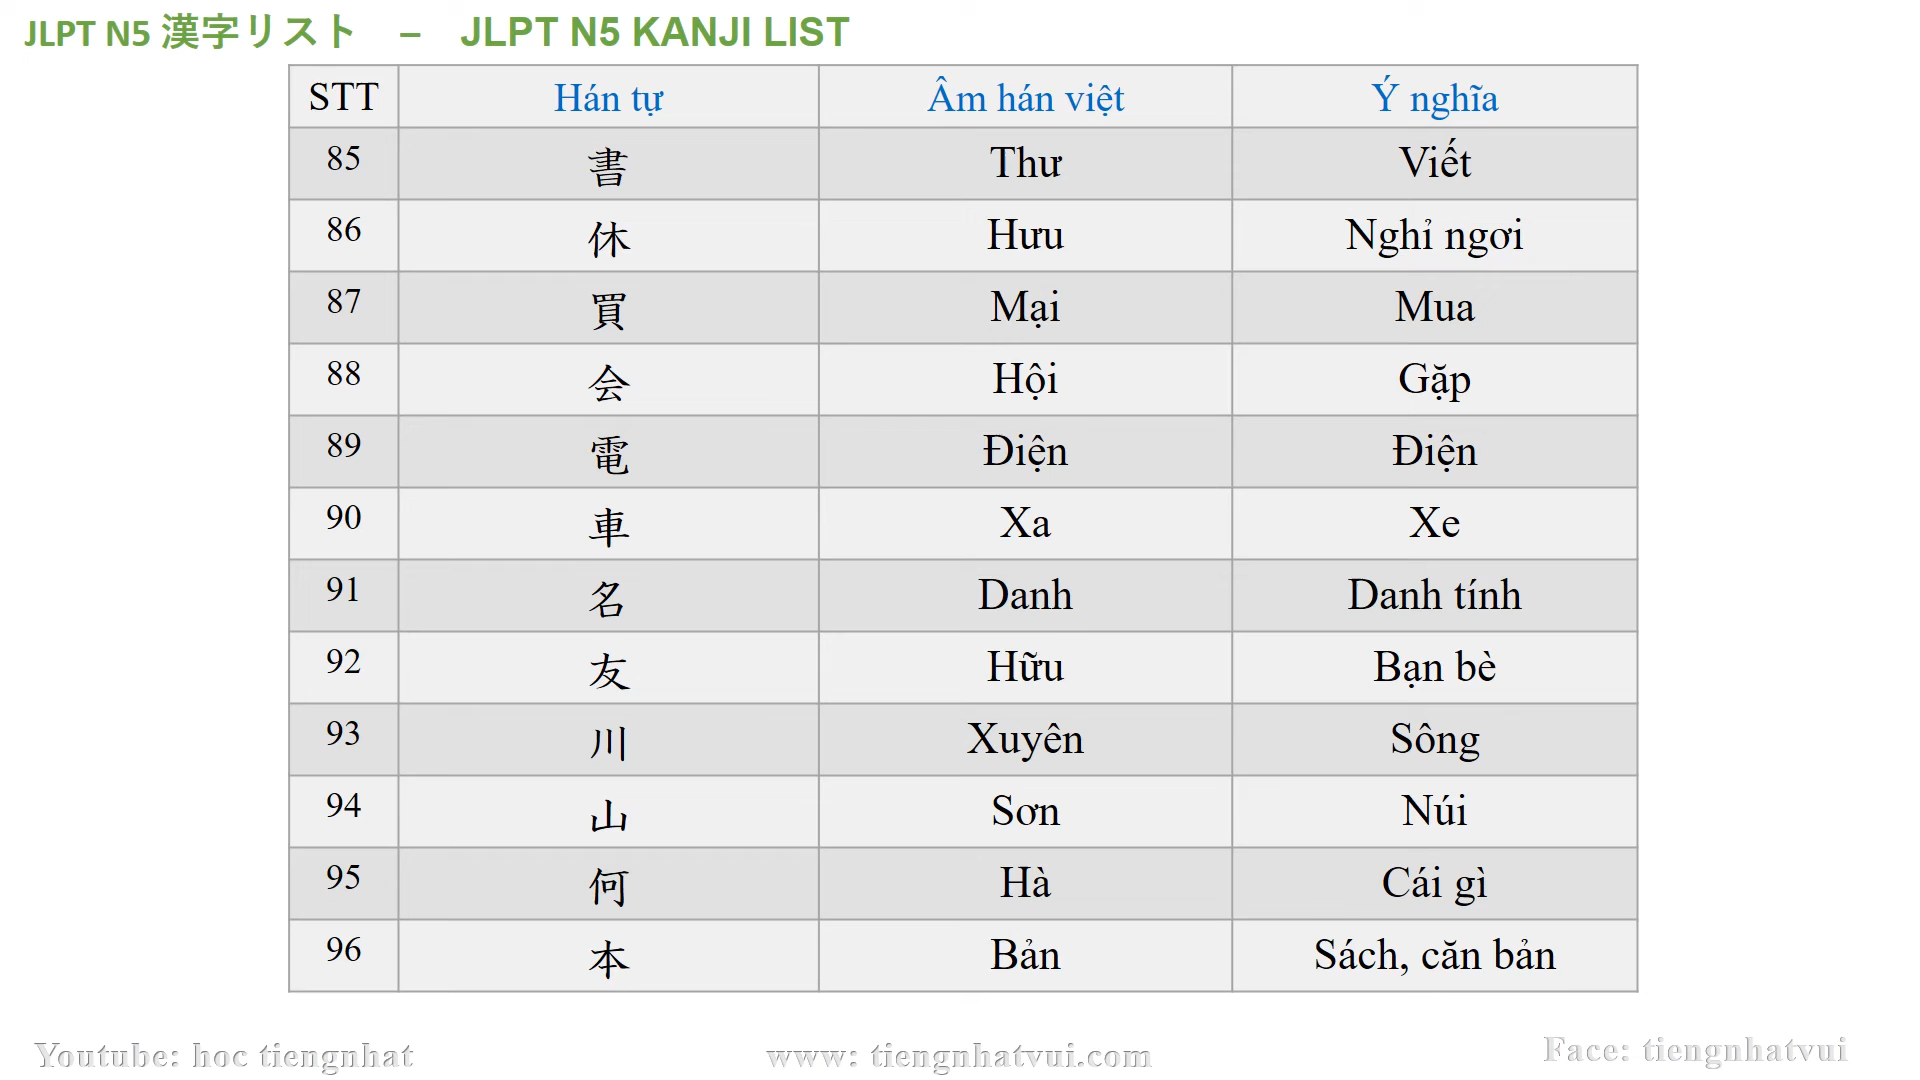 JLPT N5 漢字リスト – JLPT N5 KANJI LIST
STT Hán tự Âm hán việt Ý nghĩa
85 書 Thư Viết
86 休 Hưu Nghỉ ngơi
87 買 Mại Mua
88 会 Hội Gặp
89 電 Điện Điện
90 車 Xa Xe
91 名 Danh Danh tính
92 友 Hữu Bạn bè
93 川 Xuyên Sông
94 山 Sơn Núi
95 何 Hà Cái gì
96 本 Bản Sách, căn bản
Youtube: hoc tiengnhat www: tiengnhatvui.com Face: tiengnhatvui